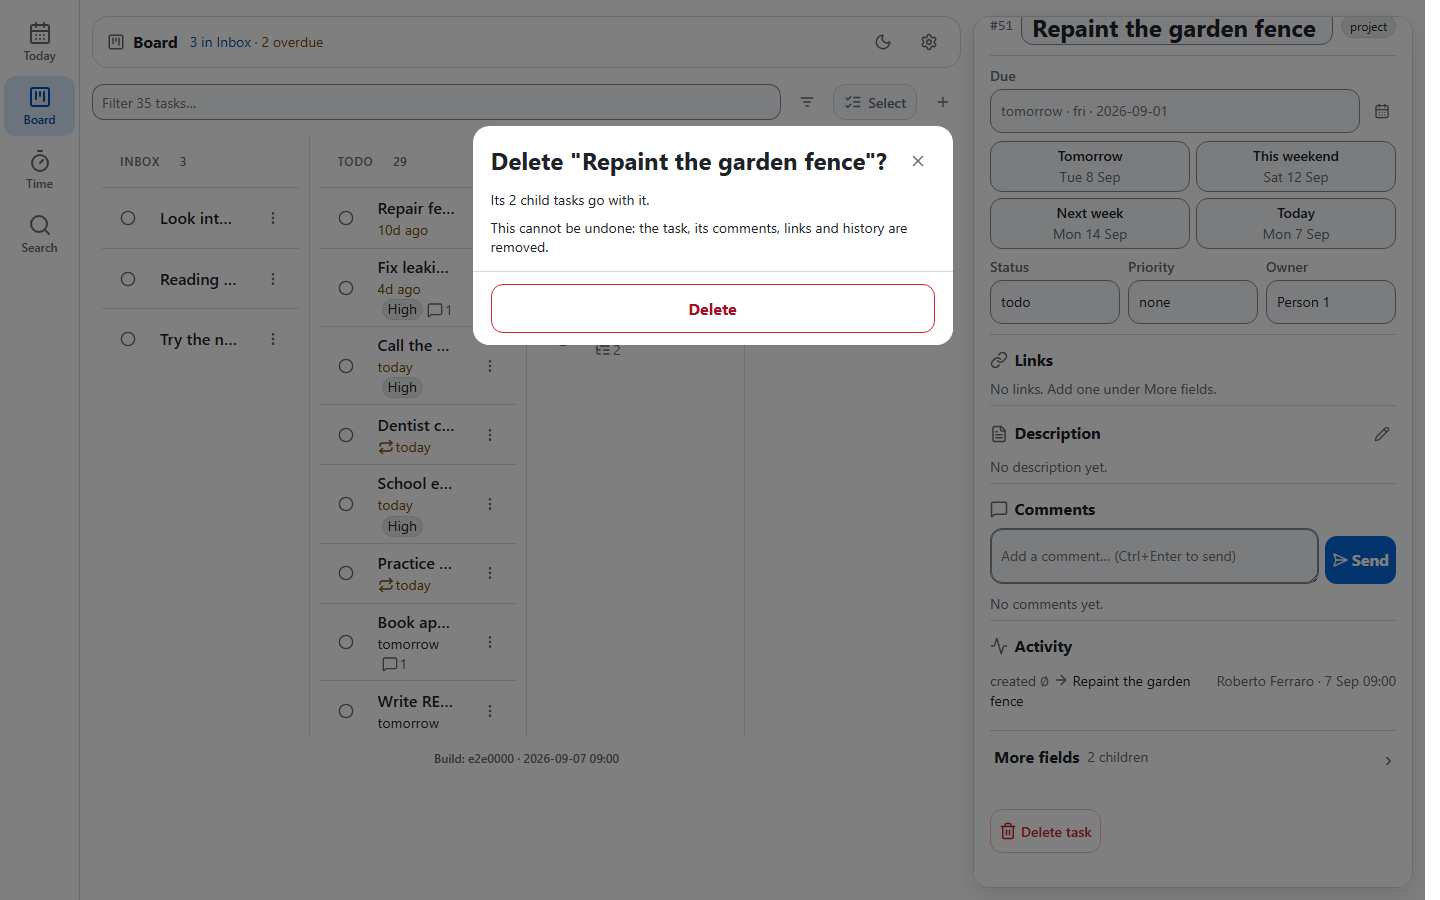 Today
Board
Time
Search
Board 3 in Inbox · 2 overdue
Filter 35 tasks...
Select
INBOX 3
Look int...
Reading ...
Try the n...
TODO 29
Repair fe...
10d ago
Fix leaki...
4d ago
High 1
Call the ...
today
High
Dentist c...
today
School e...
today
High
Practice ...
today
Book ap...
tomorrow
1
Write RE...
tomorrow
2
Build: e2e0000 · 2026-09-07 09:00
Delete "Repaint the garden fence"?
Its 2 child tasks go with it.
This cannot be undone: the task, its comments, links and history are
removed.
Delete
#51 Repaint the garden fence project
Due
tomorrow · fri · 2026-09-01
Tomorrow
Tue 8 Sep
This weekend
Sat 12 Sep
Next week
Mon 14 Sep
Today
Mon 7 Sep
Status Priority Owner
todo none Person 1
Links
No links. Add one under More fields.
Description
No description yet.
Comments
Add a comment... (Ctrl+Enter to send)
Send
No comments yet.
Activity
created ∅ → Repaint the garden Roberto Ferraro · 7 Sep 09:00
fence
More fields 2 children
Delete task